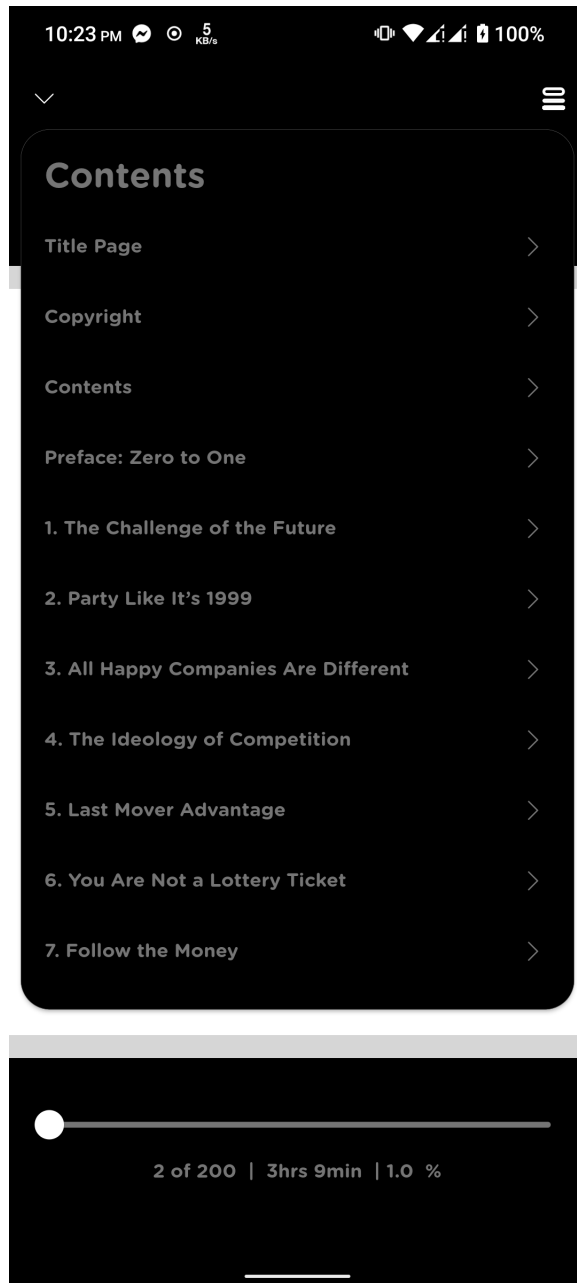 10:23 PM 5 KB/s 100%
Contents
Title Page
Copyright
Contents
Preface: Zero to One
1. The Challenge of the Future
2. Party Like It’s 1999
3. All Happy Companies Are Different
4. The Ideology of Competition
5. Last Mover Advantage
6. You Are Not a Lottery Ticket
7. Follow the Money
2 of 200 | 3hrs 9min | 1.0 %